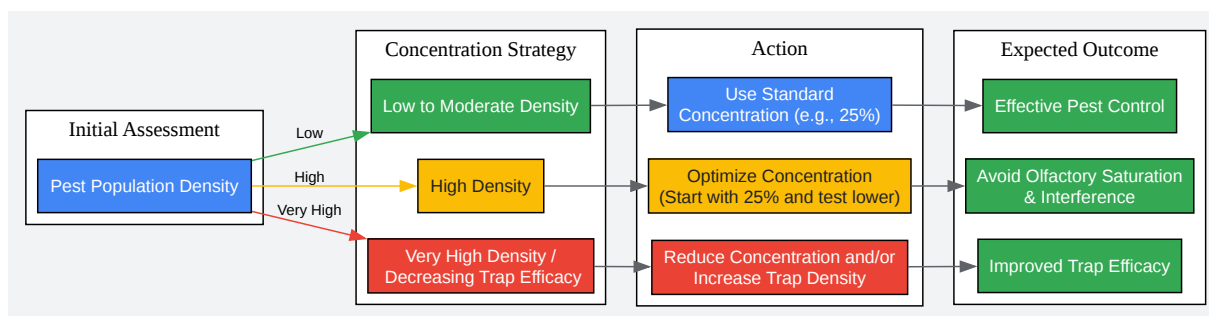 Initial Assessment
Pest Population Density
Low
High
Very High
Concentration Strategy
Low to Moderate Density
High Density
Very High Density /
Decreasing Trap Efficacy
Action
Use Standard
Concentration (e.g., 25%)
Optimize Concentration
(Start with 25% and test lower)
Reduce Concentration and/or
Increase Trap Density
Expected Outcome
Effective Pest Control
Avoid Olfactory Saturation
& Interference
Improved Trap Efficacy